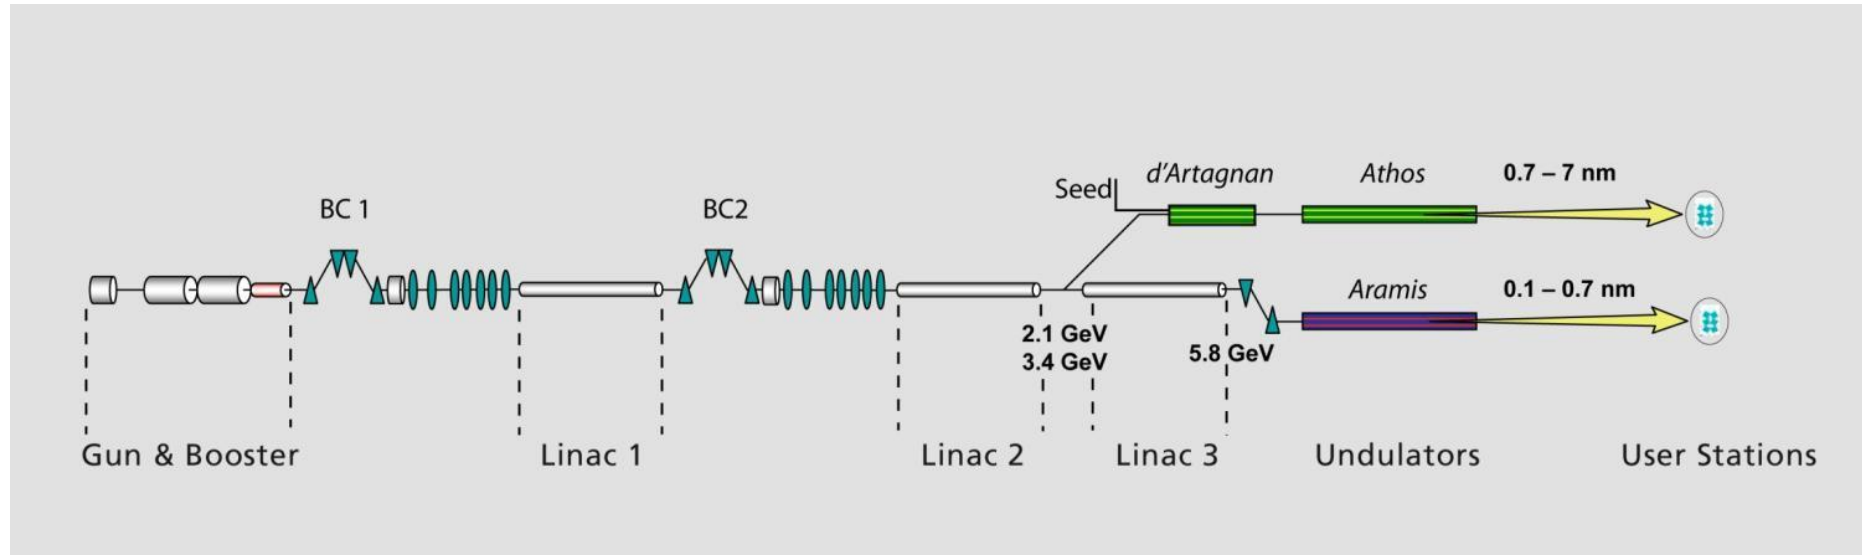 d'Artagnan
Athos
0.7 – 7 nm
Seed
BC 1
BC2
Aramis
0.1 – 0.7 nm
2.1 GeV
3.4 GeV
5.8 GeV
Gun & Booster
Linac 1
Linac 2
Linac 3
Undulators
User Stations